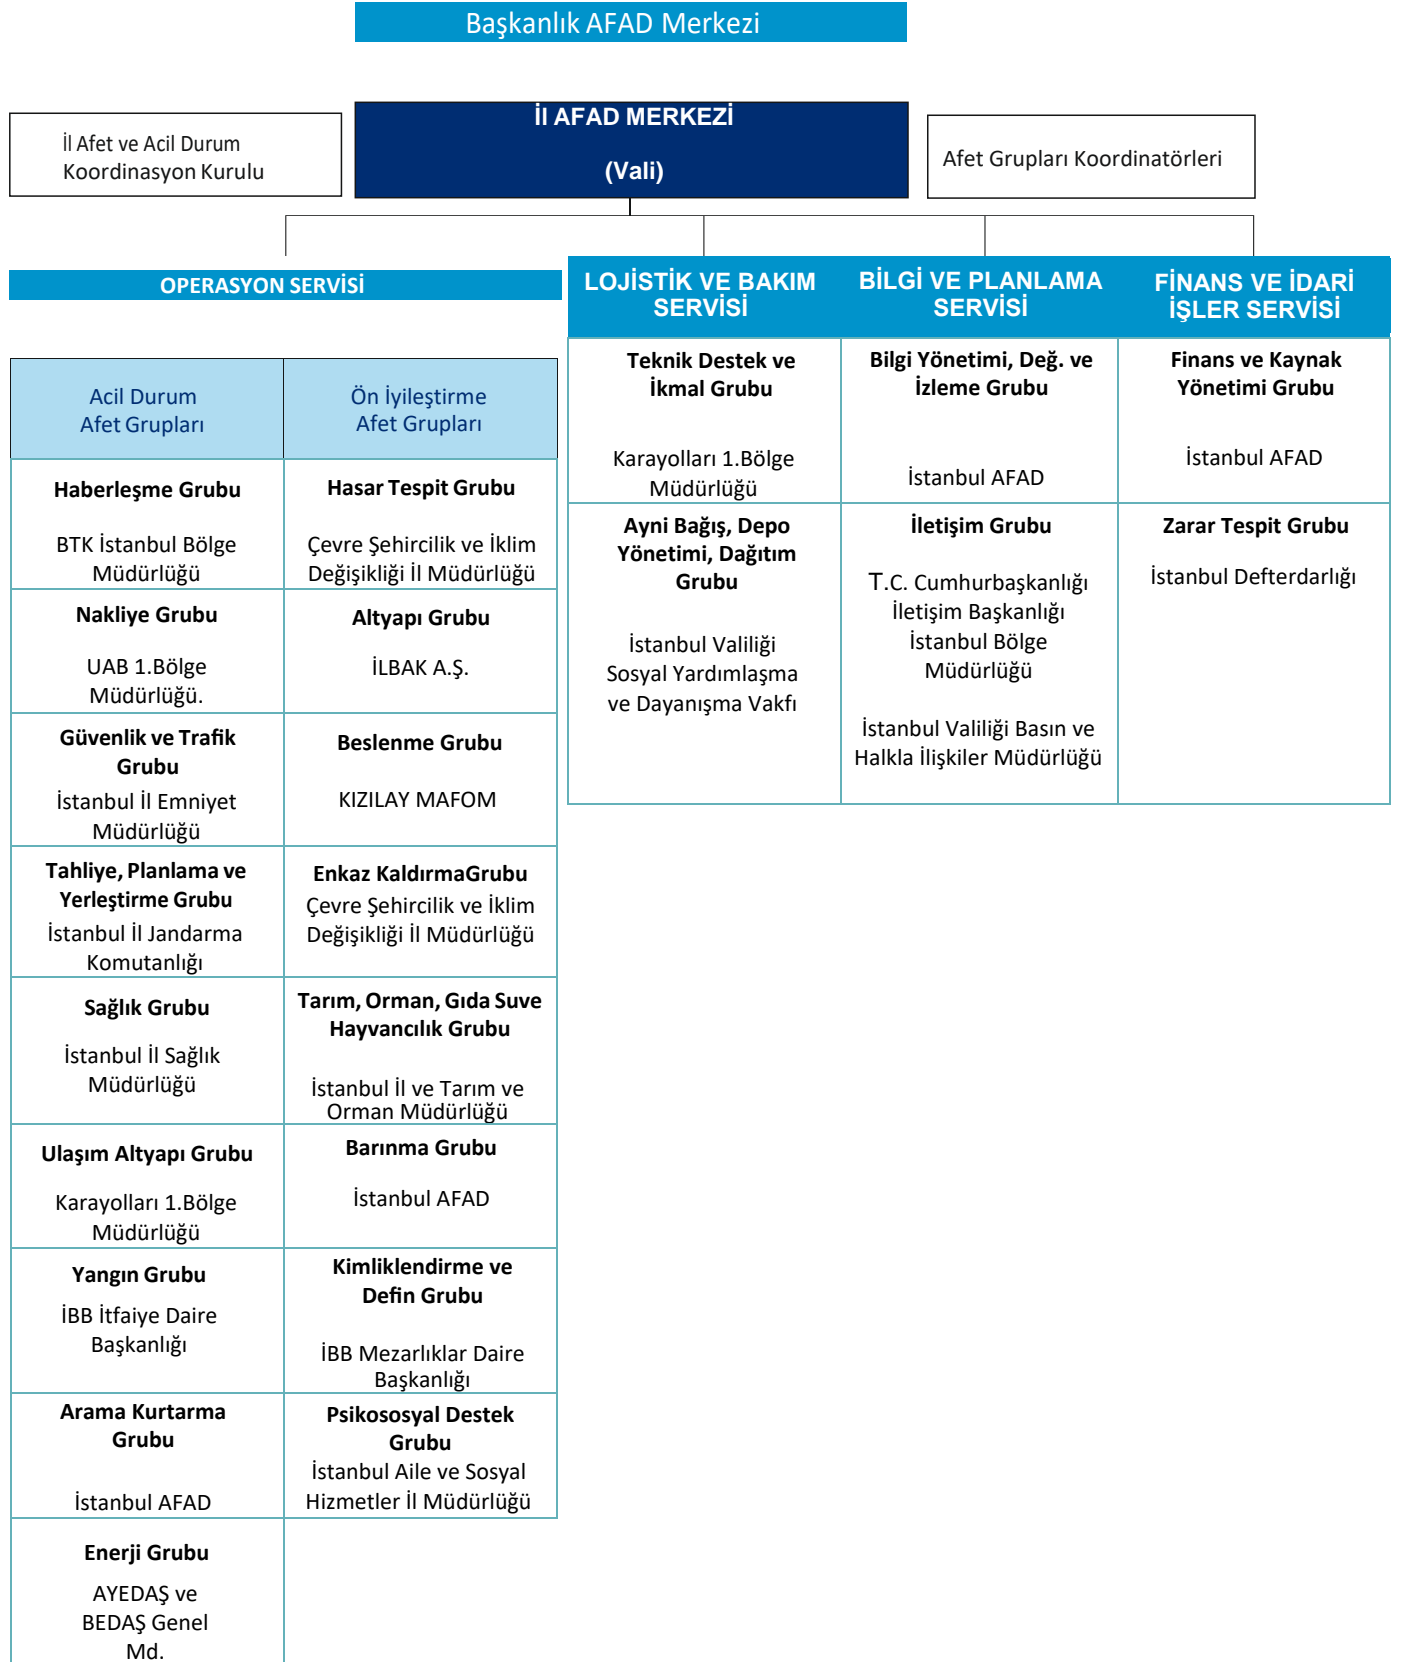 Başkanlık AFAD Merkezi
İl Afet ve Acil Durum
Koordinasyon Kurulu
İl AFAD MERKEZİ
(Vali)
Afet Grupları Koordinatörleri
OPERASYON SERVİSİ
Acil Durum
Afet Grupları
Ön İyileştirme
Afet Grupları
Haberleşme Grubu
BTK İstanbul Bölge
Müdürlüğü
Hasar Tespit Grubu
Çevre Şehircilik ve İklim
Değişikliği İl Müdürlüğü
Nakliye Grubu
UAB 1.Bölge
Müdürlüğü.
Altyapı Grubu
İLBAK A.Ş.
Güvenlik ve Trafik
Grubu
İstanbul İl Emniyet
Müdürlüğü
Beslenme Grubu
KIZILAY MAFOM
Tahliye, Planlama ve
Yerleştirme Grubu
İstanbul İl Jandarma
Komutanlığı
Enkaz KaldırmaGrubu
Çevre Şehircilik ve İklim
Değişikliği İl Müdürlüğü
Sağlık Grubu
İstanbul İl Sağlık
Müdürlüğü
Tarım, Orman, Gıda Suve
Hayvancılık Grubu
İstanbul İl ve Tarım ve
Orman Müdürlüğü
Ulaşım Altyapı Grubu
Karayolları 1.Bölge
Müdürlüğü
Barınma Grubu
İstanbul AFAD
Yangın Grubu
İBB İtfaiye Daire
Başkanlığı
Kimliklendirme ve
Defin Grubu
İBB Mezarlıklar Daire
Başkanlığı
Arama Kurtarma
Grubu
İstanbul AFAD
Psikososyal Destek
Grubu
İstanbul Aile ve Sosyal
Hizmetler İl Müdürlüğü
Enerji Grubu
AYEDAŞ ve
BEDAŞ Genel
Md.
LOJİSTİK VE BAKIM
SERVİSİ
Teknik Destek ve
İkmal Grubu
Karayolları 1.Bölge
Müdürlüğü
Ayni Bağış, Depo
Yönetimi, Dağıtım
Grubu
İstanbul Valiliği
Sosyal Yardımlaşma
ve Dayanışma Vakfı
BİLGİ VE PLANLAMA
SERVİSİ
Bilgi Yönetimi, Değ. ve
İzleme Grubu
İstanbul AFAD
İletişim Grubu
T.C. Cumhurbaşkanlığı
İletişim Başkanlığı
İstanbul Bölge
Müdürlüğü
İstanbul Valiliği Basın ve
Halkla İlişkiler Müdürlüğü
FİNANS VE İDARİ
İŞLER SERVİSİ
Finans ve Kaynak
Yönetimi Grubu
İstanbul AFAD
Zarar Tespit Grubu
İstanbul Defterdarlığı